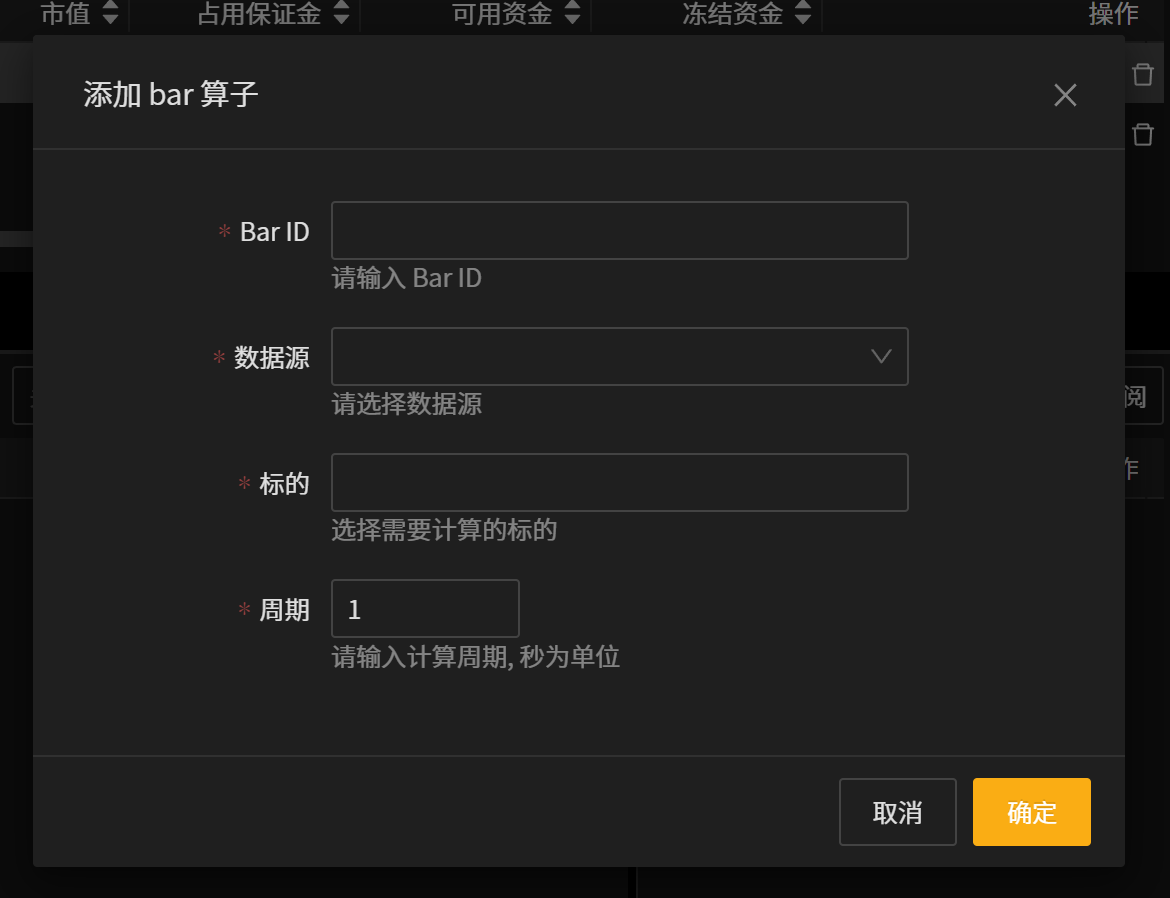 市值 占用保证金 可用资金 冻结资金 操作
添加 bar 算子
* Bar ID
请输入 Bar ID
* 数据源
请选择数据源
阅
* 标的
作
选择需要计算的标的
* 周期 1
请输入计算周期, 秒为单位
取消 确定